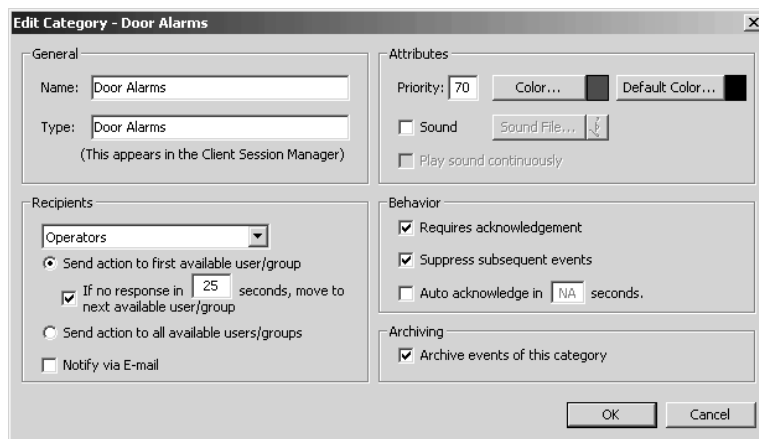 Edit Category - Door Alarms
General
Name: Door Alarms
Type: Door Alarms
(This appears in the Client Session Manager)
Attributes
Priority: 70 Color... Default Color...
Sound Sound File...
Play sound continuously
Recipients
Operators
Send action to first available user/group
If no response in 25 seconds, move to
next available user/group
Send action to all available users/groups
Notify via E-mail
Behavior
Requires acknowledgement
Suppress subsequent events
Auto acknowledge in NA seconds.
Archiving
Archive events of this category
OK Cancel